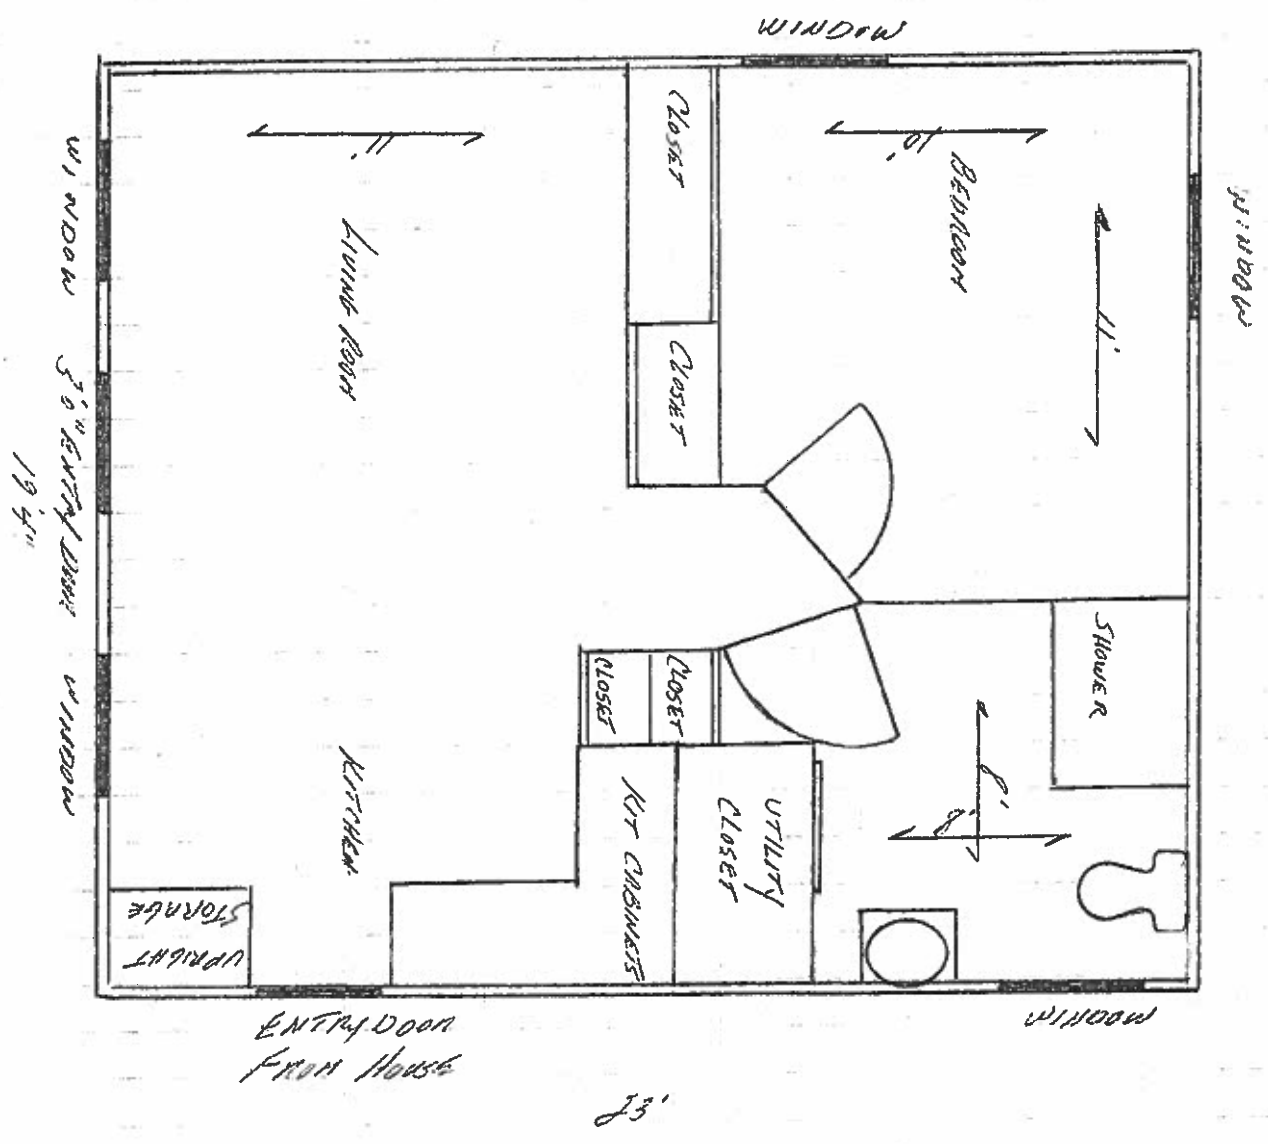 WINDOW
CLOSET
11'
10'
BEDROOM
WINDOW
WINDOW
LIVING ROOM
11'
CLOSET
3'0" ENTRY DOOR
19'4"
SHOWER
CLOSET
CLOSET
WINDOW
KITCHEN
KIT CABINETS
UTILITY
CLOSET
8'
8'
UPRIGHT
STORAGE
ENTRY DOOR
FROM HOUSE
WINDOW
23'